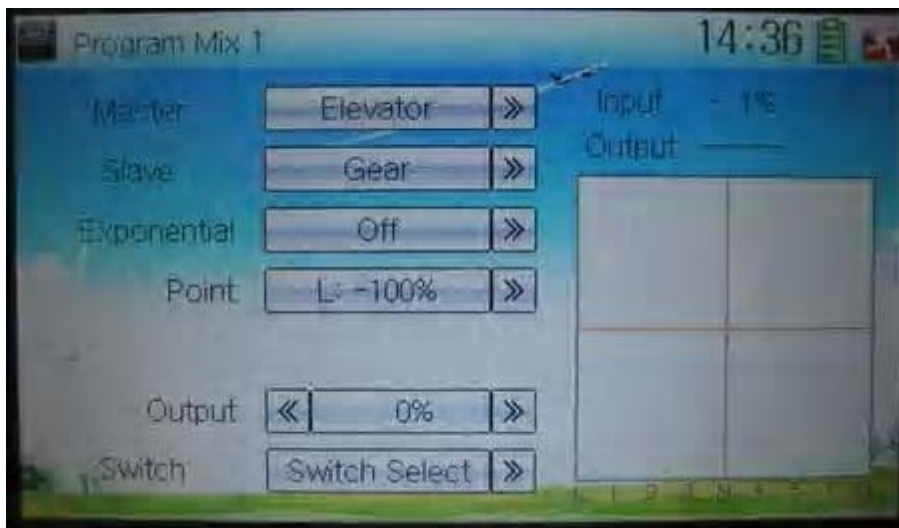 Program Mix 1
14:36
Master
Elevator
Input - 1%
Slave
Gear
Output
Exponential
Off
Point
L: -100%
Output
0%
Switch
Switch Select